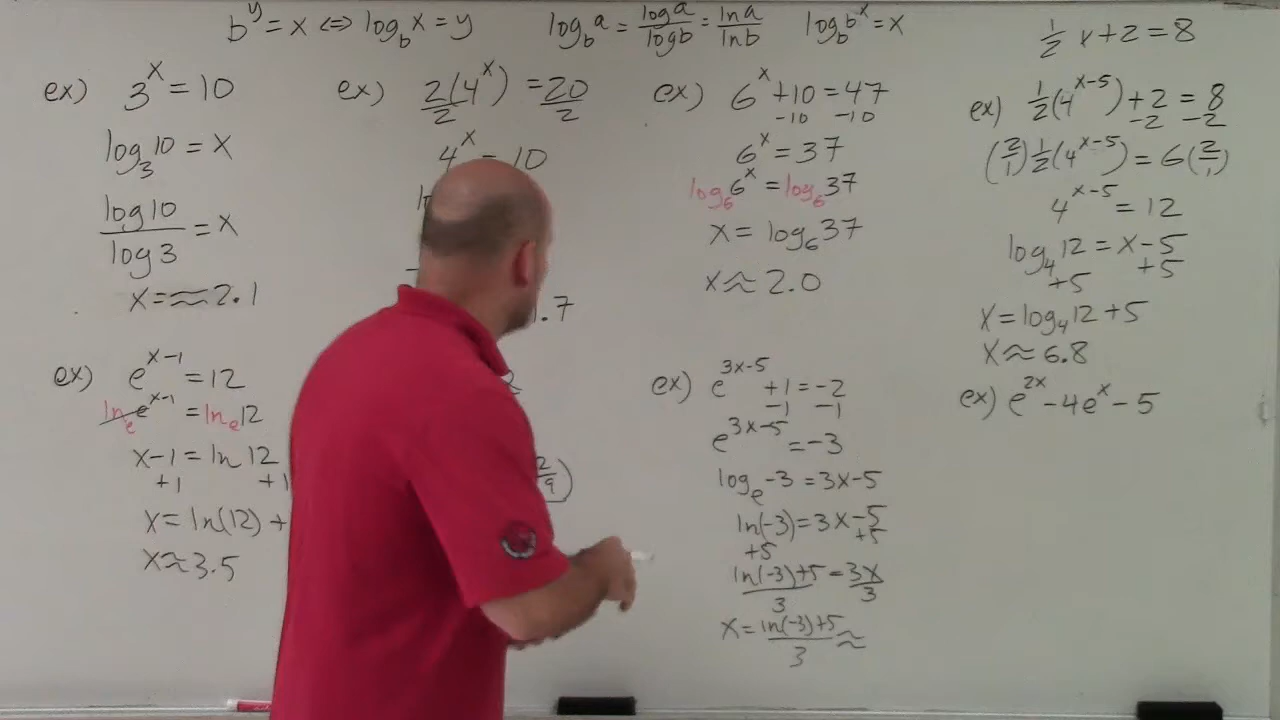 b^y = x ⇔ log_b x = y
log_b a = log a / log b = ln a / ln b
log_b b^x = x
1/2 x + 2 = 8
ex) 3^x = 10
log_3 10 = x
log 10 / log 3 = x
x = ≈ 2.1
ex) 2(4^x) / 2 = 20 / 2
4^x = 10
.7
ex) 6^x + 10 = 47
-10 -10
6^x = 37
log_6 6^x = log_6 37
x = log_6 37
x ≈ 2.0
ex) 1/2(4^(x-5)) + 2 = 8
-2 -2
(2/1) 1/2(4^(x-5)) = 6(2/1)
4^(x-5) = 12
log_4 12 = x - 5
+5 +5
x = log_4 12 + 5
x ≈ 6.8
ex) e^(x-1) = 12
ln_e e^(x-1) = ln_e 12
x - 1 = ln 12
+1 +1
x = ln(12) +
x ≈ 3.5
2
2/9)
ex) e^(3x-5) + 1 = -2
-1 -1
e^(3x-5) = -3
log_e -3 = 3x - 5
ln(-3) = 3x - 5
+5 +5
ln(-3) + 5 / 3 = 3x / 3
x = ln(-3) + 5 / 3 ≈
ex) e^(2x) - 4e^x - 5